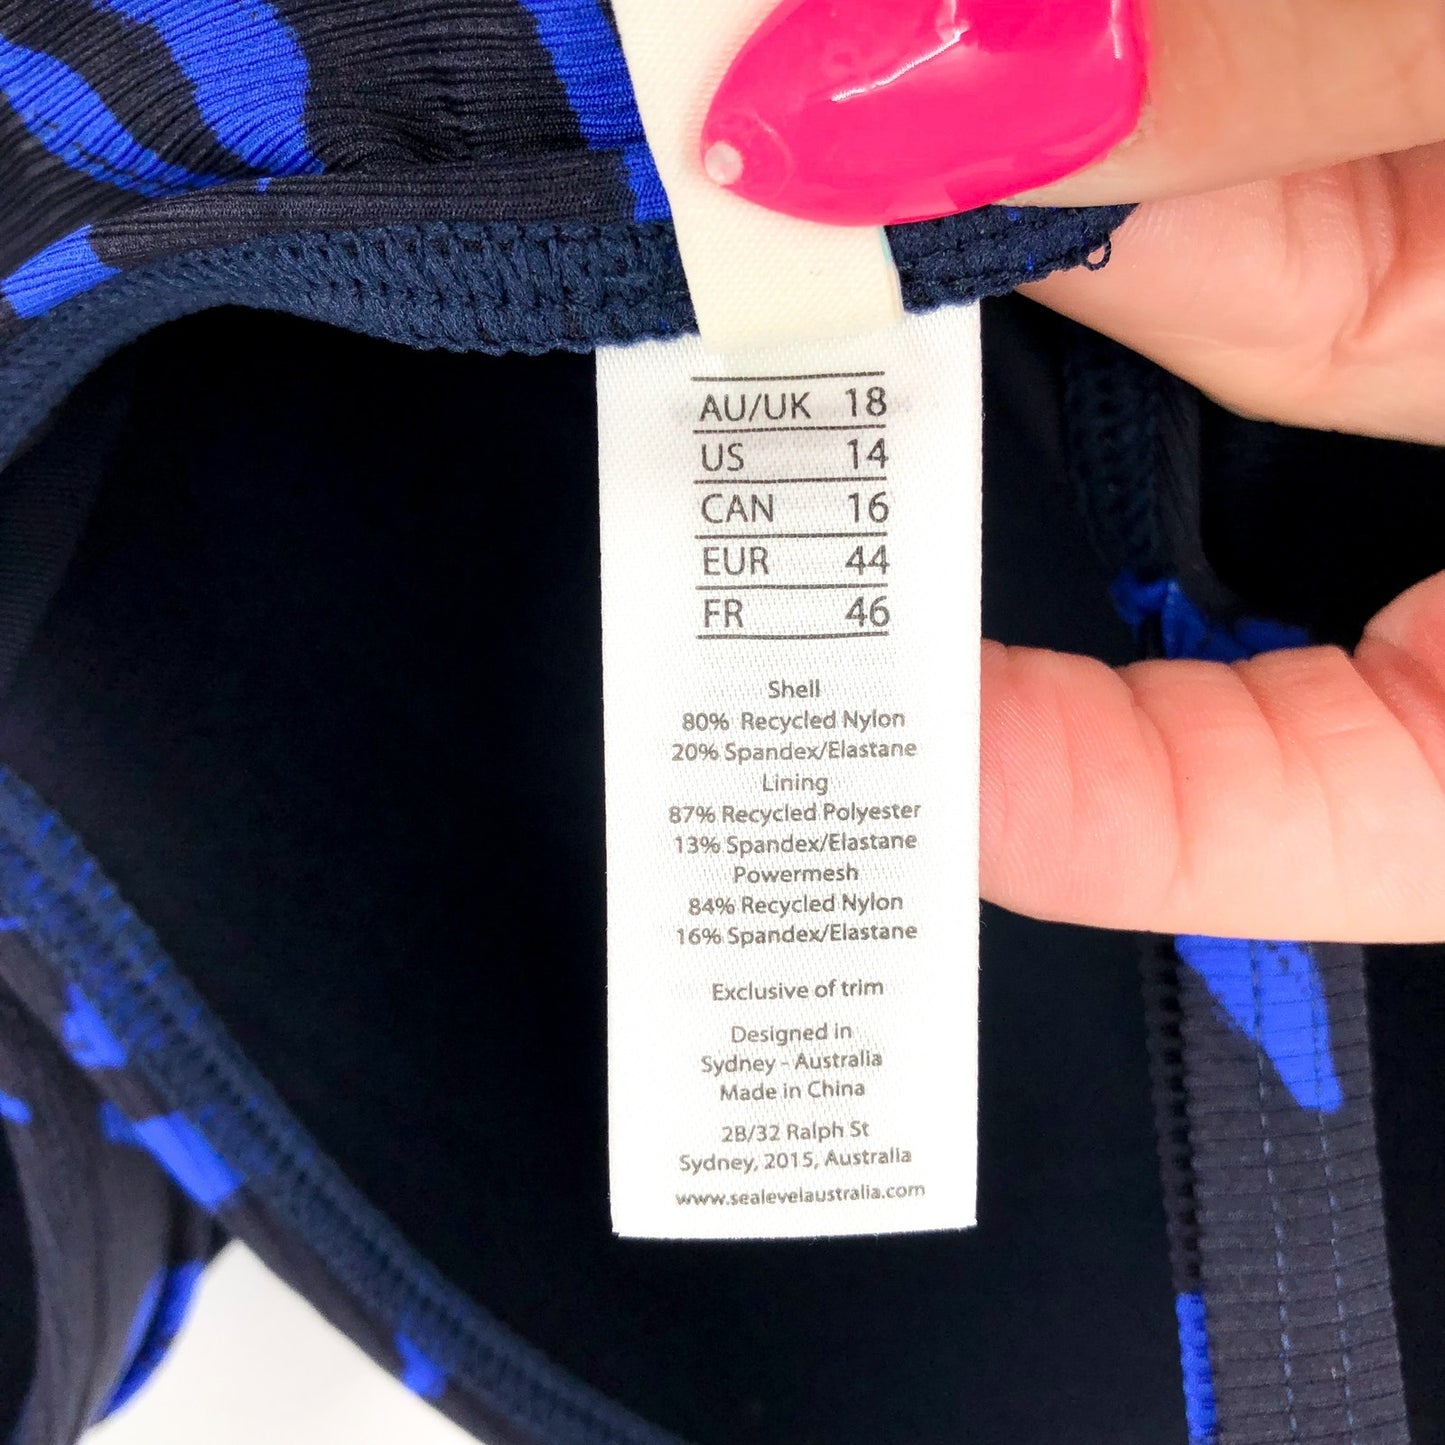 AU/UK 18
US 14
CAN 16
EUR 44
FR 46
Shell
80% Recycled Nylon
20% Spandex/Elastane
Lining
87% Recycled Polyester
13% Spandex/Elastane
Powermesh
84% Recycled Nylon
16% Spandex/Elastane
Exclusive of trim
Designed in
Sydney - Australia
Made in China
2B/32 Ralph St
Sydney, 2015, Australia
www.sealevelaustralia.com